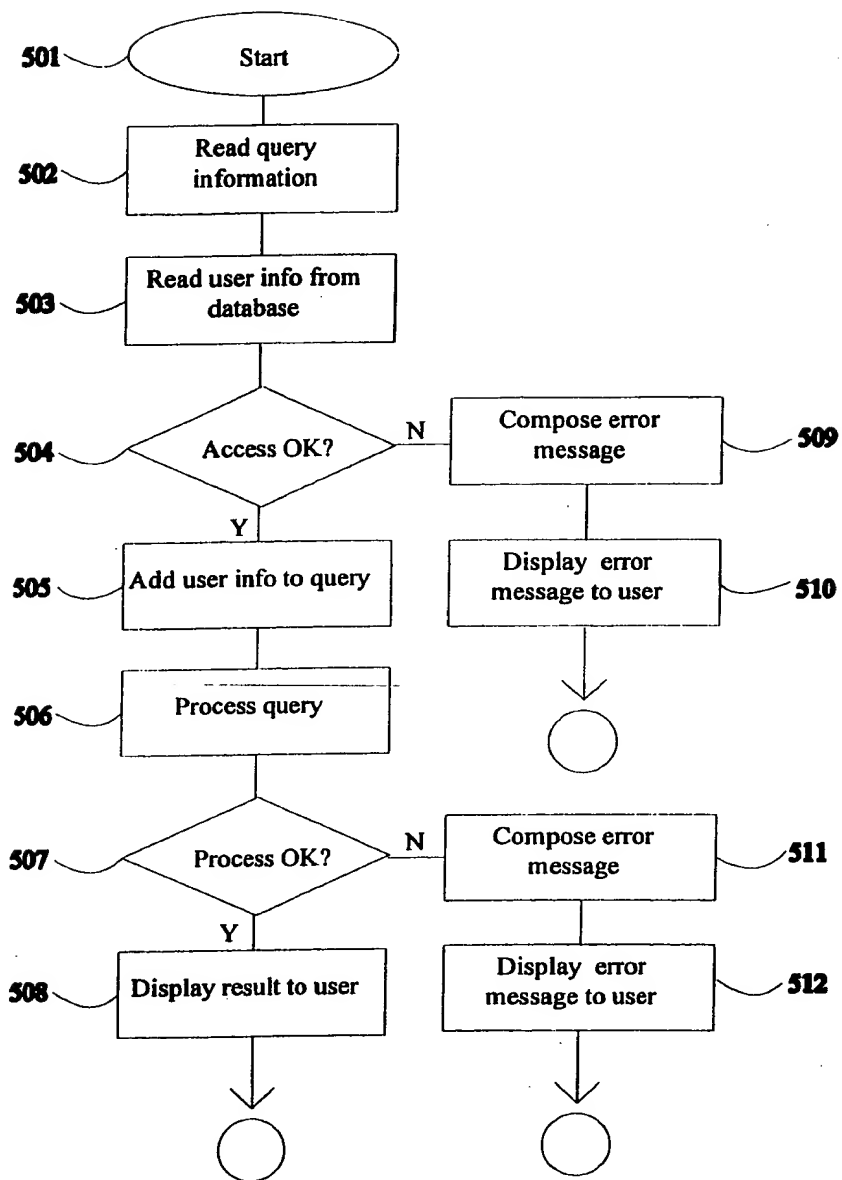 501
Start
502
Read query
information
503
Read user info from
database
504
Access OK?
N
Compose error
message
509
Y
505
Add user info to query
Display error
message to user
510
506
Process query
507
Process OK?
N
Compose error
message
511
Y
508
Display result to user
Display error
message to user
512